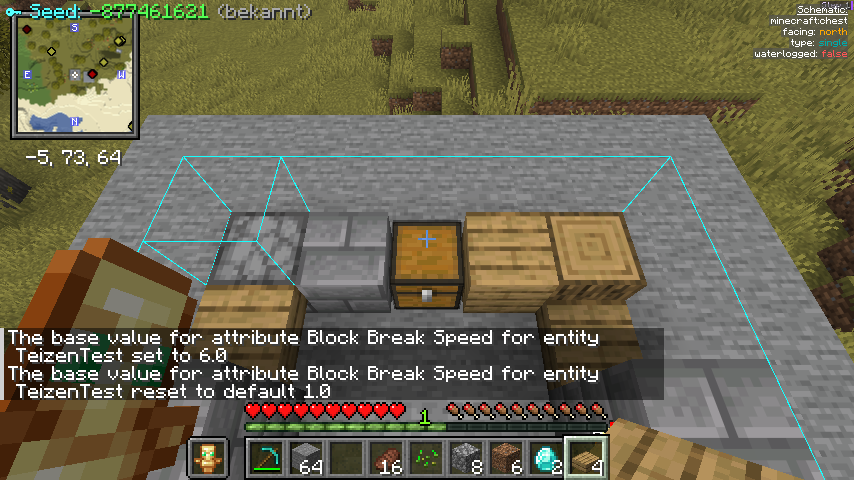 Seed: -877461621 (bekannt)
Schematic:
minecraft:chest
facing: north
type: single
waterlogged: false
S
E
W
N
-5, 73, 64
The base value for attribute Block Break Speed for entity
TeizenTest set to 6.0
The base value for attribute Block Break Speed for entity
TeizenTest reset to default 1.0
1
64
16
8
6
2
4